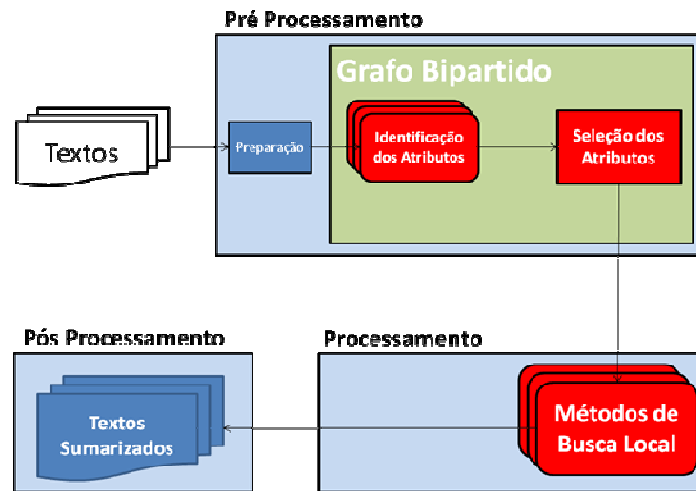 Pré Processamento
Grafo Bipartido
Textos
Preparação
Identificação
dos Atributos
Seleção dos
Atributos
Pós Processamento
Processamento
Textos
Sumarizados
Métodos de
Busca Local